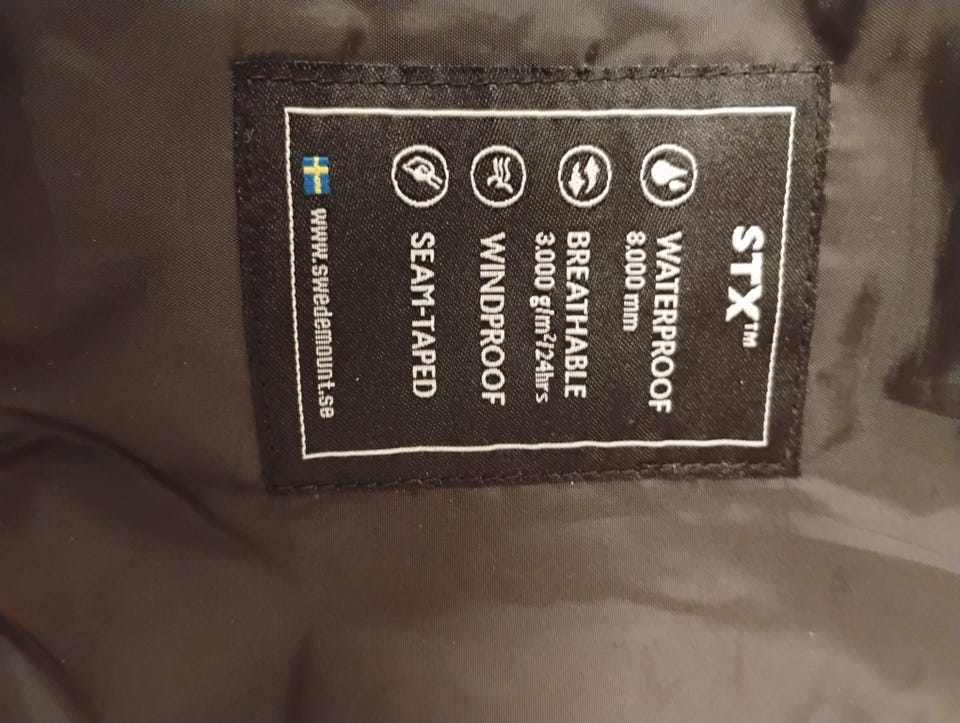 STX™
WATERPROOF
8.000 mm
BREATHABLE
3.000 g/m²/24hrs
WINDPROOF
SEAM-TAPED
www.swedemount.se